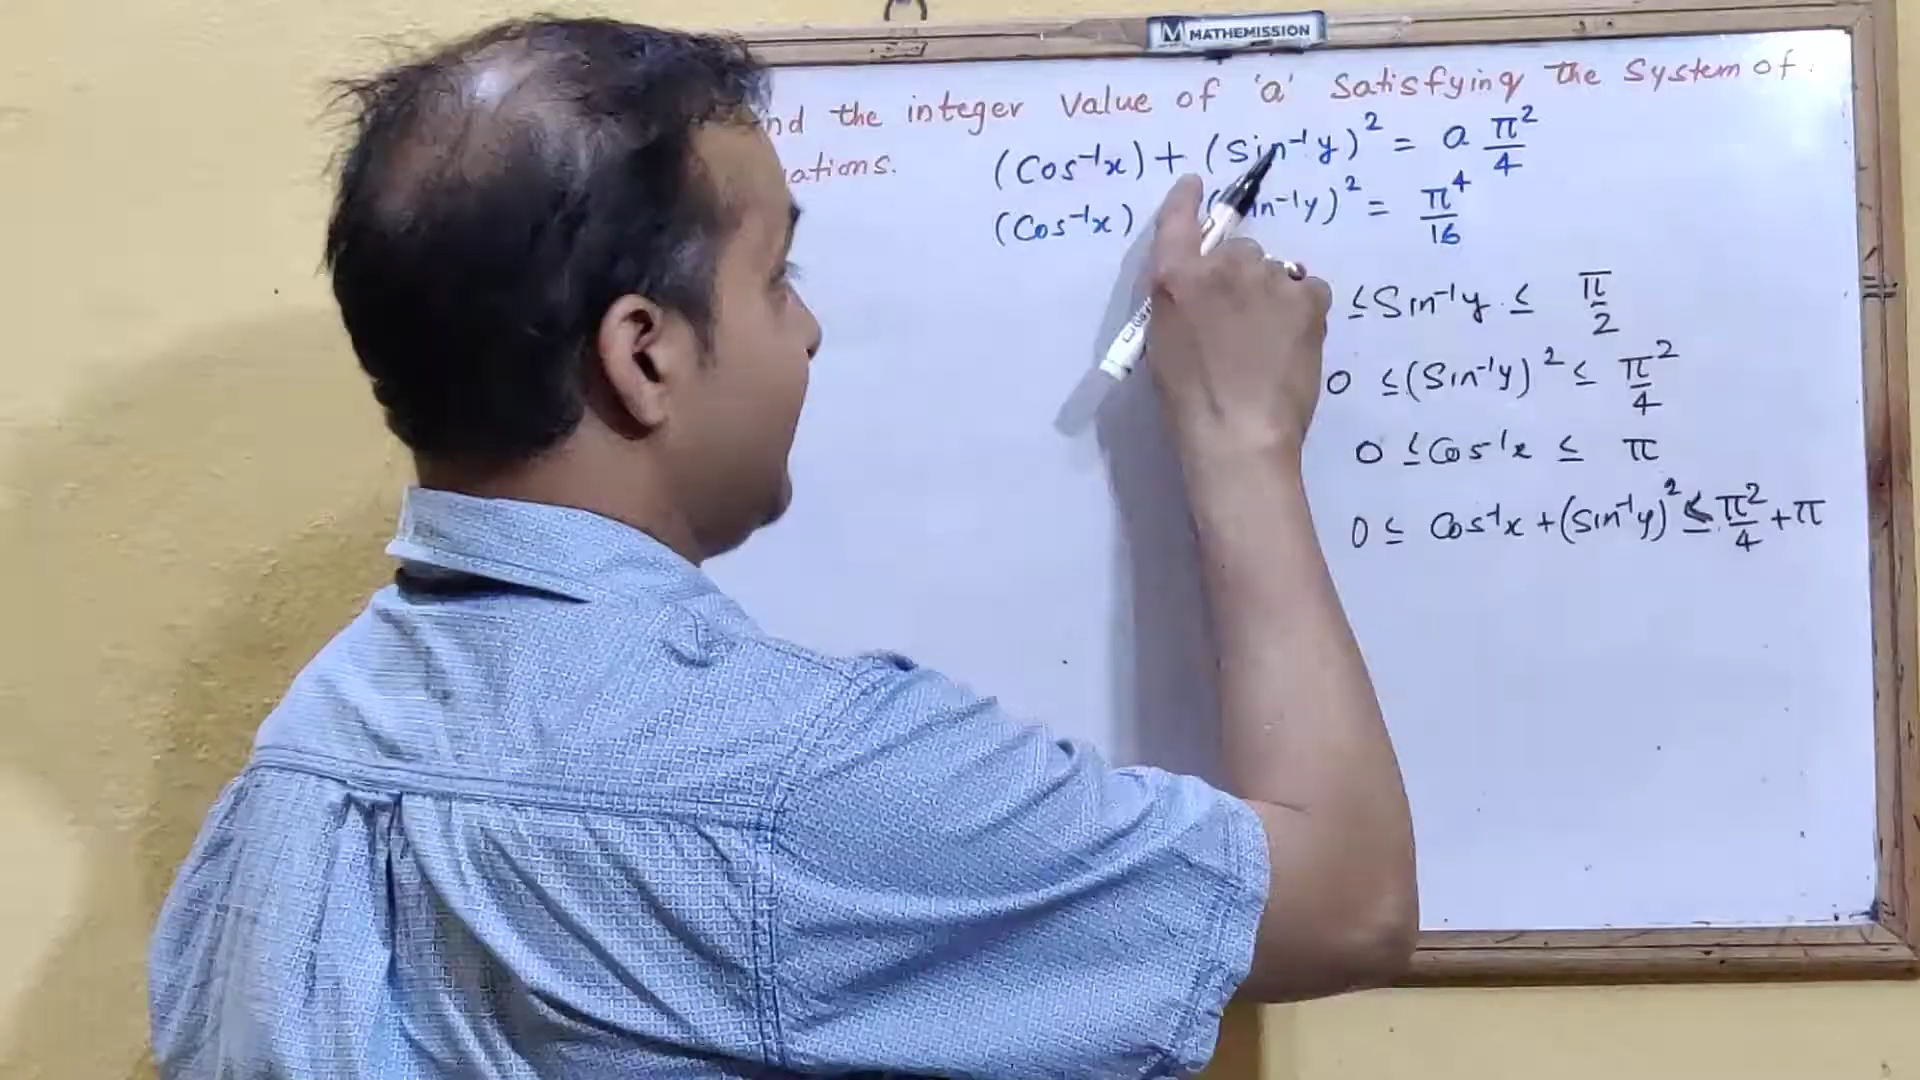 MATHEMISSION
nd the integer value of 'a' satisfying the system of
ations. (Cos⁻¹x) + (Sin⁻¹y)² = a π²/4
(Cos⁻¹x) in⁻¹y)² = π⁴/16
≤ Sin⁻¹y ≤ π/2
0 ≤ (Sin⁻¹y)² ≤ π²/4
0 ≤ Cos⁻¹x ≤ π
0 ≤ Cos⁻¹x + (Sin⁻¹y)² ≤ π²/4 + π